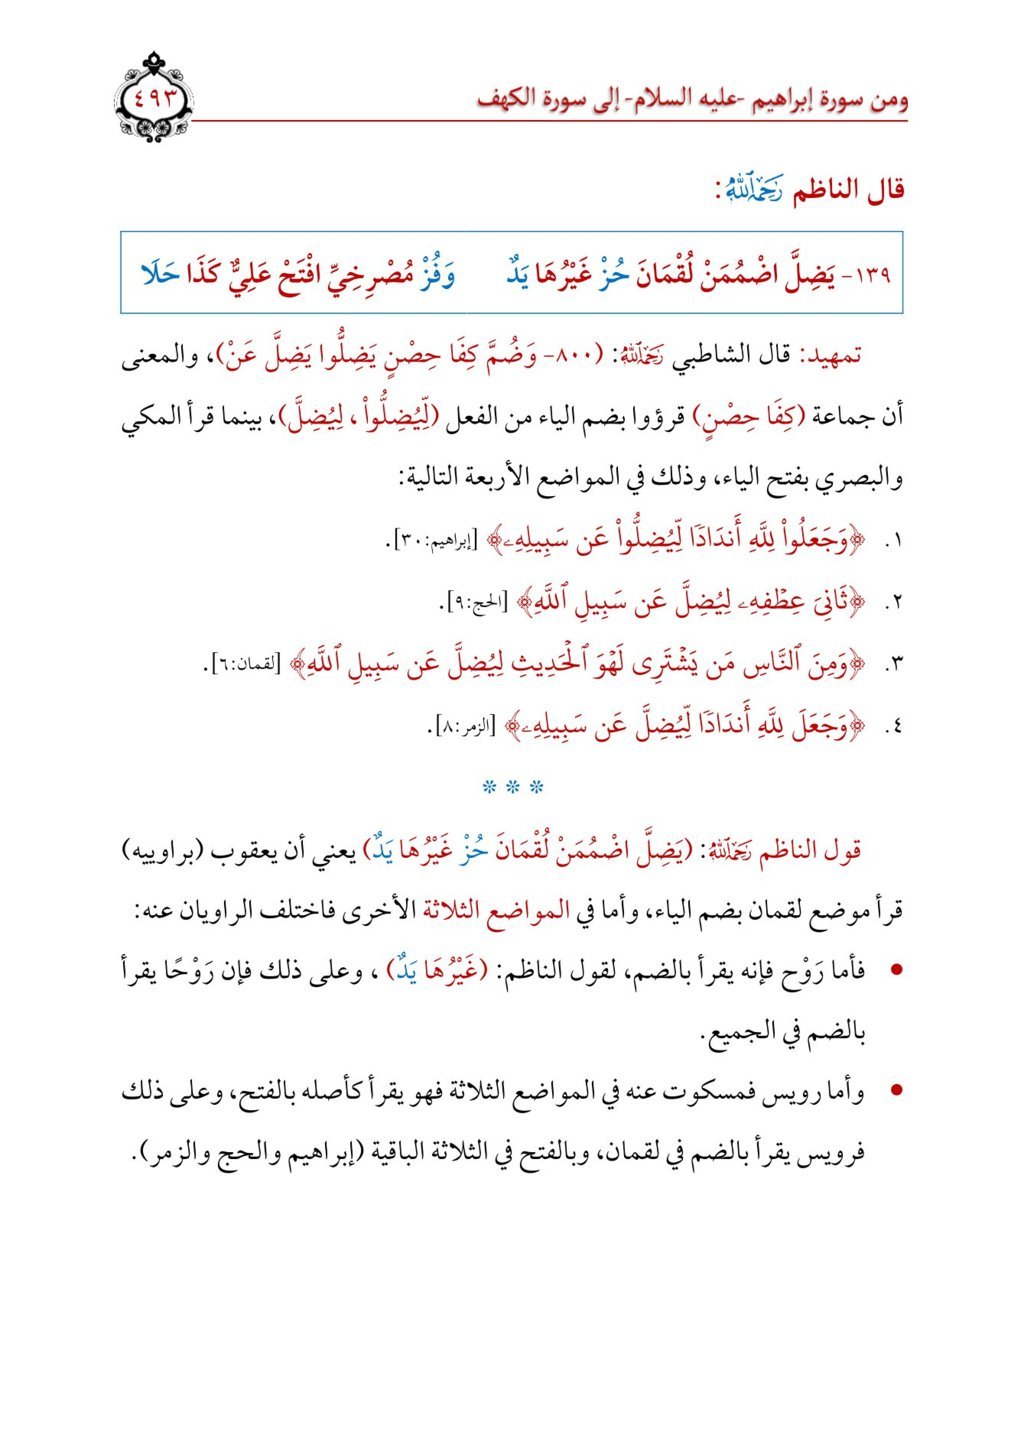 ومن سورة إبراهيم -عليه السلام- إلى سورة الكهف
٤٩٣
قال الناظم رَحِمَهُ ٱللَّهُ:
١٣٩- يَضِلَّ اضْمُمَنْ لُقْمَانَ حُزْ غَيْرُهَا يَدٌ وَفُزْ مُصْرِخِيِّ افْتَحْ عَلِيٌّ كَذَا حَلَا
تمهيد: قال الشاطبي رَحِمَهُ ٱللَّهُ: (٨٠٠- وَضُمَّ كِفَا حِصْنٍ يَضِلُّوا يَضِلَّ عَنْ)، والمعنى
أن جماعة (كِفَا حِصْنٍ) قرؤوا بضم الياء من الفعل (لِّيُضِلُّواْ ، لِيُضِلَّ)، بينما قرأ المكي
والبصري بفتح الياء، وذلك في المواضع الأربعة التالية:
١. ﴿وَجَعَلُواْ لِلَّهِ أَندَادٗا لِّيُضِلُّواْ عَن سَبِيلِهِۦ﴾ [إبراهيم:٣٠].
٢. ﴿ثَانِيَ عِطۡفِهِۦ لِيُضِلَّ عَن سَبِيلِ ٱللَّهِ﴾ [الحج:٩].
٣. ﴿وَمِنَ ٱلنَّاسِ مَن يَشۡتَرِى لَهۡوَ ٱلۡحَدِيثِ لِيُضِلَّ عَن سَبِيلِ ٱللَّهِ﴾ [لقمان:٦].
٤. ﴿وَجَعَلَ لِلَّهِ أَندَادٗا لِّيُضِلَّ عَن سَبِيلِهِۦ﴾ [الزمر:٨].
* * *
قول الناظم رَحِمَهُ ٱللَّهُ: (يَضِلَّ اضْمُمَنْ لُقْمَانَ حُزْ غَيْرُهَا يَدٌ) يعني أن يعقوب (براوييه)
قرأ موضع لقمان بضم الياء، وأما في المواضع الثلاثة الأخرى فاختلف الراويان عنه:
• فأما رَوْح فإنه يقرأ بالضم، لقول الناظم: (غَيْرُهَا يَدٌ) ، وعلى ذلك فإن رَوْحًا يقرأ
بالضم في الجميع.
• وأما رويس فمسكوت عنه في المواضع الثلاثة فهو يقرأ كأصله بالفتح، وعلى ذلك
فرويس يقرأ بالضم في لقمان، وبالفتح في الثلاثة الباقية (إبراهيم والحج والزمر).